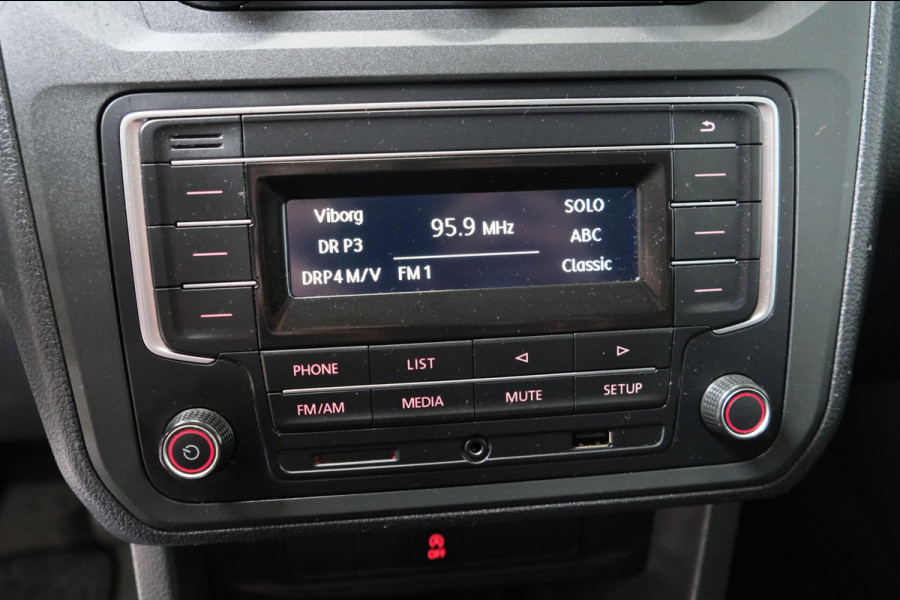 Viborg
DR P3
DRP4 M/V
95.9 MHz
FM 1
SOLO
ABC
Classic
PHONE
LIST
FM/AM
MEDIA
MUTE
SETUP
OFF